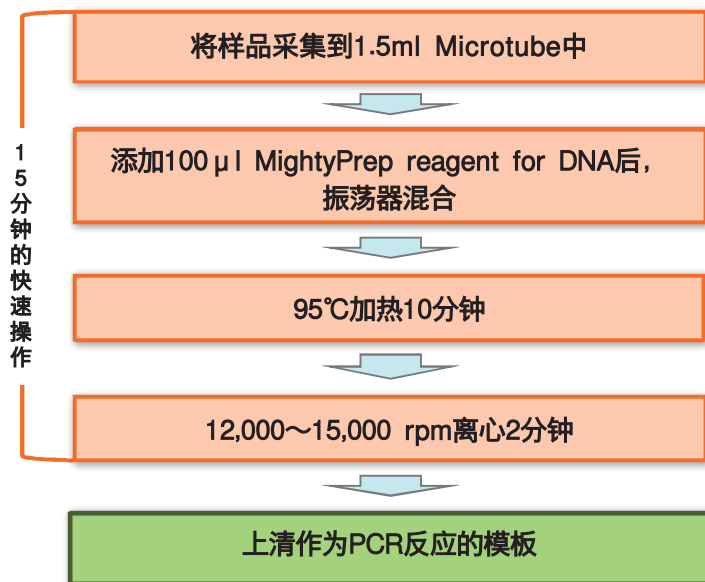 将样品采集到1.5ml Microtube中
添加100μl MightyPrep reagent for DNA后，
振荡器混合
95℃加热10分钟
12,000～15,000 rpm离心2分钟
15分钟的快速操作
上清作为PCR反应的模板